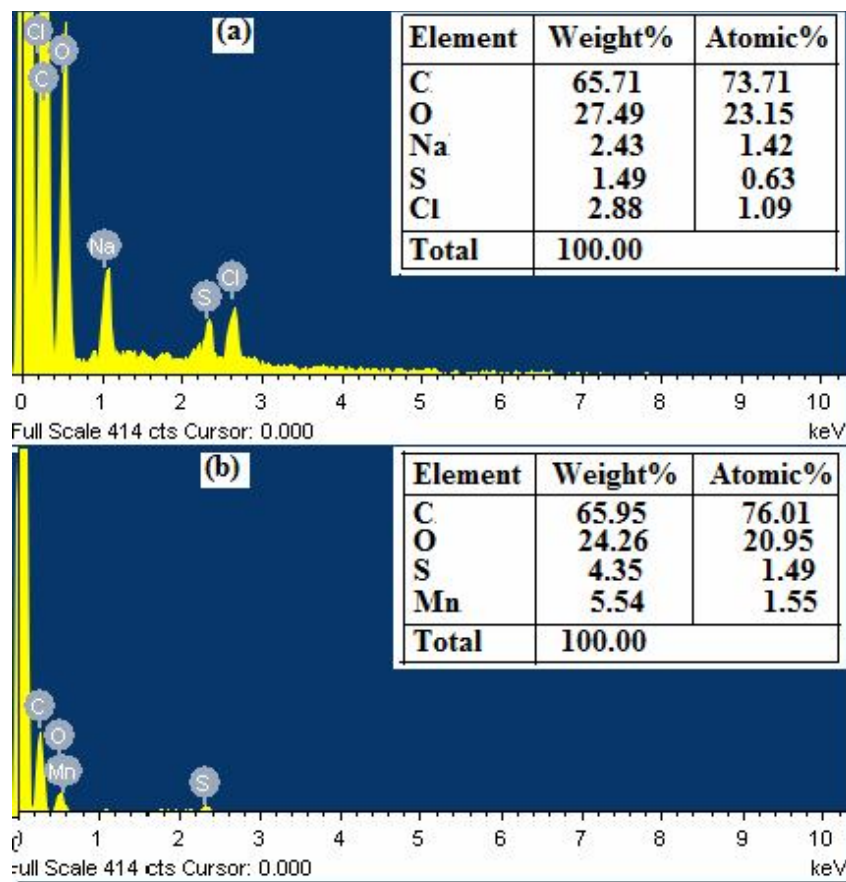 (a)
Cl
O
C
Na
S
Cl
Element Weight% Atomic%
C 65.71 73.71
O 27.49 23.15
Na 2.43 1.42
S 1.49 0.63
Cl 2.88 1.09
Total 100.00
0 1 2 3 4 5 6 7 8 9 10
Full Scale 414 cts Cursor: 0.000 keV
(b)
C
O
Mn
S
Element Weight% Atomic%
C 65.95 76.01
O 24.26 20.95
S 4.35 1.49
Mn 5.54 1.55
Total 100.00
0 1 2 3 4 5 6 7 8 9 10
Full Scale 414 cts Cursor: 0.000 keV